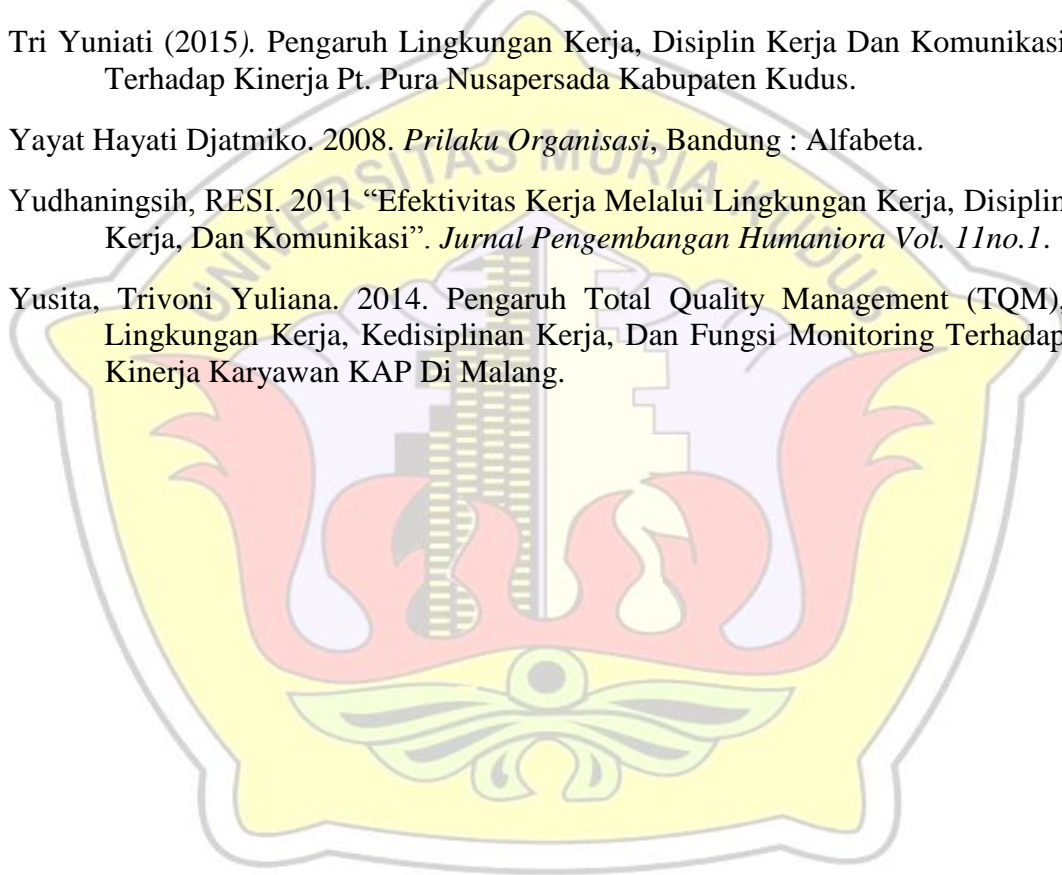 Tri Yuniati (2015). Pengaruh Lingkungan Kerja, Disiplin Kerja Dan Komunikasi
Terhadap Kinerja Pt. Pura Nusapersada Kabupaten Kudus.
Yayat Hayati Djatmiko. 2008. Prilaku Organisasi, Bandung : Alfabeta.
Yudhaningsih, RESI. 2011 “Efektivitas Kerja Melalui Lingkungan Kerja, Disiplin
Kerja, Dan Komunikasi”. Jurnal Pengembangan Humaniora Vol. 11no.1.
Yusita, Trivoni Yuliana. 2014. Pengaruh Total Quality Management (TQM),
Lingkungan Kerja, Kedisiplinan Kerja, Dan Fungsi Monitoring Terhadap
Kinerja Karyawan KAP Di Malang.
UNIVERSITAS MURIA KUDUS